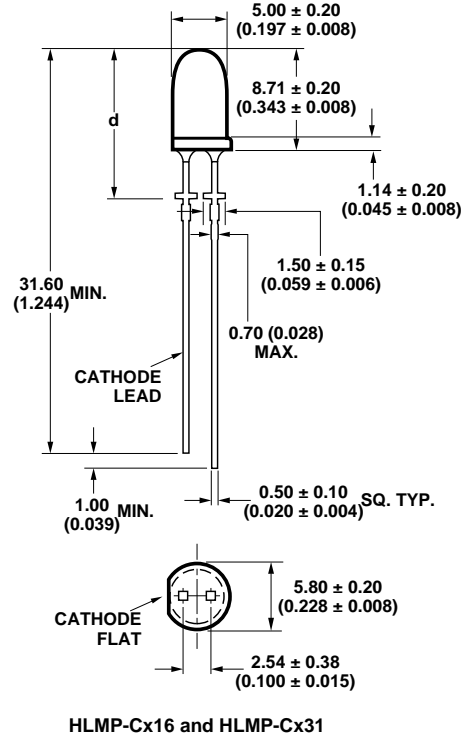 5.00 ± 0.20
(0.197 ± 0.008)
8.71 ± 0.20
(0.343 ± 0.008)
d
1.14 ± 0.20
(0.045 ± 0.008)
1.50 ± 0.15
(0.059 ± 0.006)
31.60
(1.244) MIN.
0.70 (0.028)
MAX.
CATHODE
LEAD
1.00
(0.039) MIN.
0.50 ± 0.10
(0.020 ± 0.004) SQ. TYP.
5.80 ± 0.20
(0.228 ± 0.008)
CATHODE
FLAT
2.54 ± 0.38
(0.100 ± 0.015)
HLMP-Cx16 and HLMP-Cx31